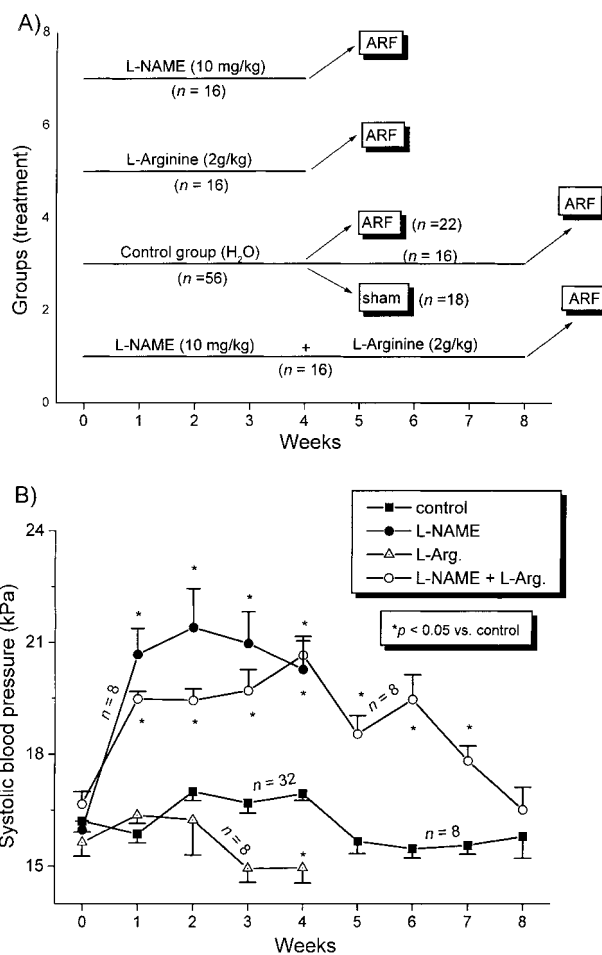 A)
Groups (treatment)
8
6
4
2
0
L-NAME (10 mg/kg)
(n = 16)
ARF
L-Arginine (2g/kg)
(n = 16)
ARF
Control group (H₂O)
(n =56)
ARF (n=22)
(n = 16)
ARF
sham (n=18)
L-NAME (10 mg/kg) + L-Arginine (2g/kg)
(n = 16)
ARF
0 1 2 3 4 5 6 7 8
Weeks
B)
Systolic blood pressure (kPa)
24
21
18
15
control
L-NAME
L-Arg.
L-NAME + L-Arg.
*p < 0.05 vs. control
* * * *
* * * *
* * *
*
n = 8
n = 8
n = 32
n = 8
n = 8
0 1 2 3 4 5 6 7 8
Weeks